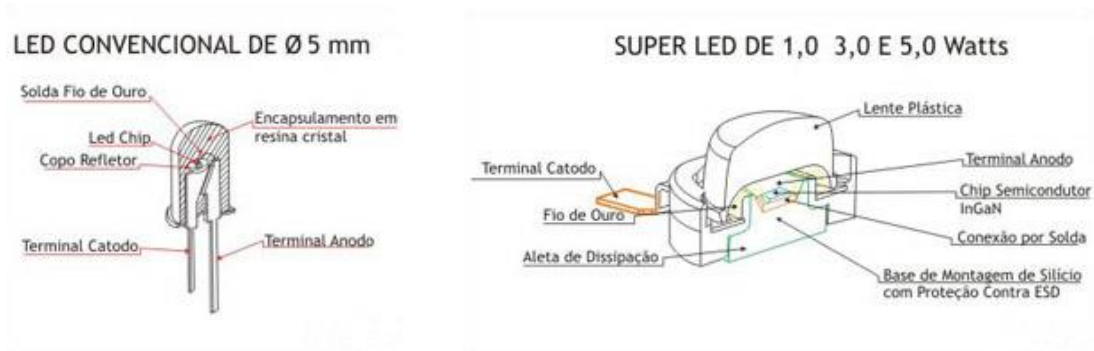 LED CONVENCIONAL DE Ø 5 mm
Solda Fio de Ouro
Led Chip
Copo Refletor
Encapsulamento em
resina cristal
Terminal Catodo
Terminal Anodo
SUPER LED DE 1,0 3,0 E 5,0 Watts
Lente Plástica
Terminal Catodo
Terminal Anodo
Chip Semicondutor
InGaN
Fio de Ouro
Conexão por Solda
Aleta de Dissipação
Base de Montagem de Silício
com Proteção Contra ESD